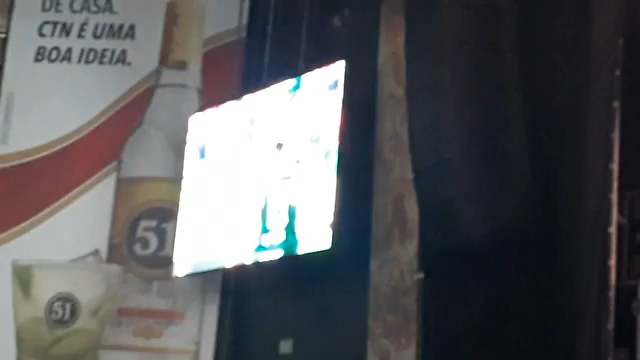 DE CASA.
CTN É UMA
BOA IDEIA.
51
51